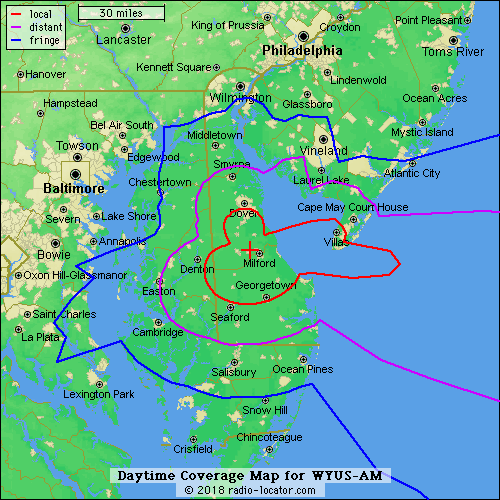 local
distant
fringe
30 miles
King of Prussia
Croydon
Point Pleasant
Lancaster
Philadelphia
Toms River
Hanover
Kennett Square
Lindenwold
Wilmington
Glassboro
Ocean Acres
Hampstead
Bel Air South
Middletown
Mystic Island
Towson
Edgewood
Vineland
Smyrna
Atlantic City
Baltimore
Chestertown
Laurel Lake
Severn
Lake Shore
Dover
Cape May Court House
Bowie
Annapolis
Villas
Oxon Hill-Glassmanor
Denton
Milford
Easton
Georgetown
Saint Charles
Seaford
La Plata
Cambridge
Salisbury
Ocean Pines
Lexington Park
Snow Hill
Crisfield
Chincoteague
Daytime Coverage Map for WYUS-AM
© 2018 radio-locator.com